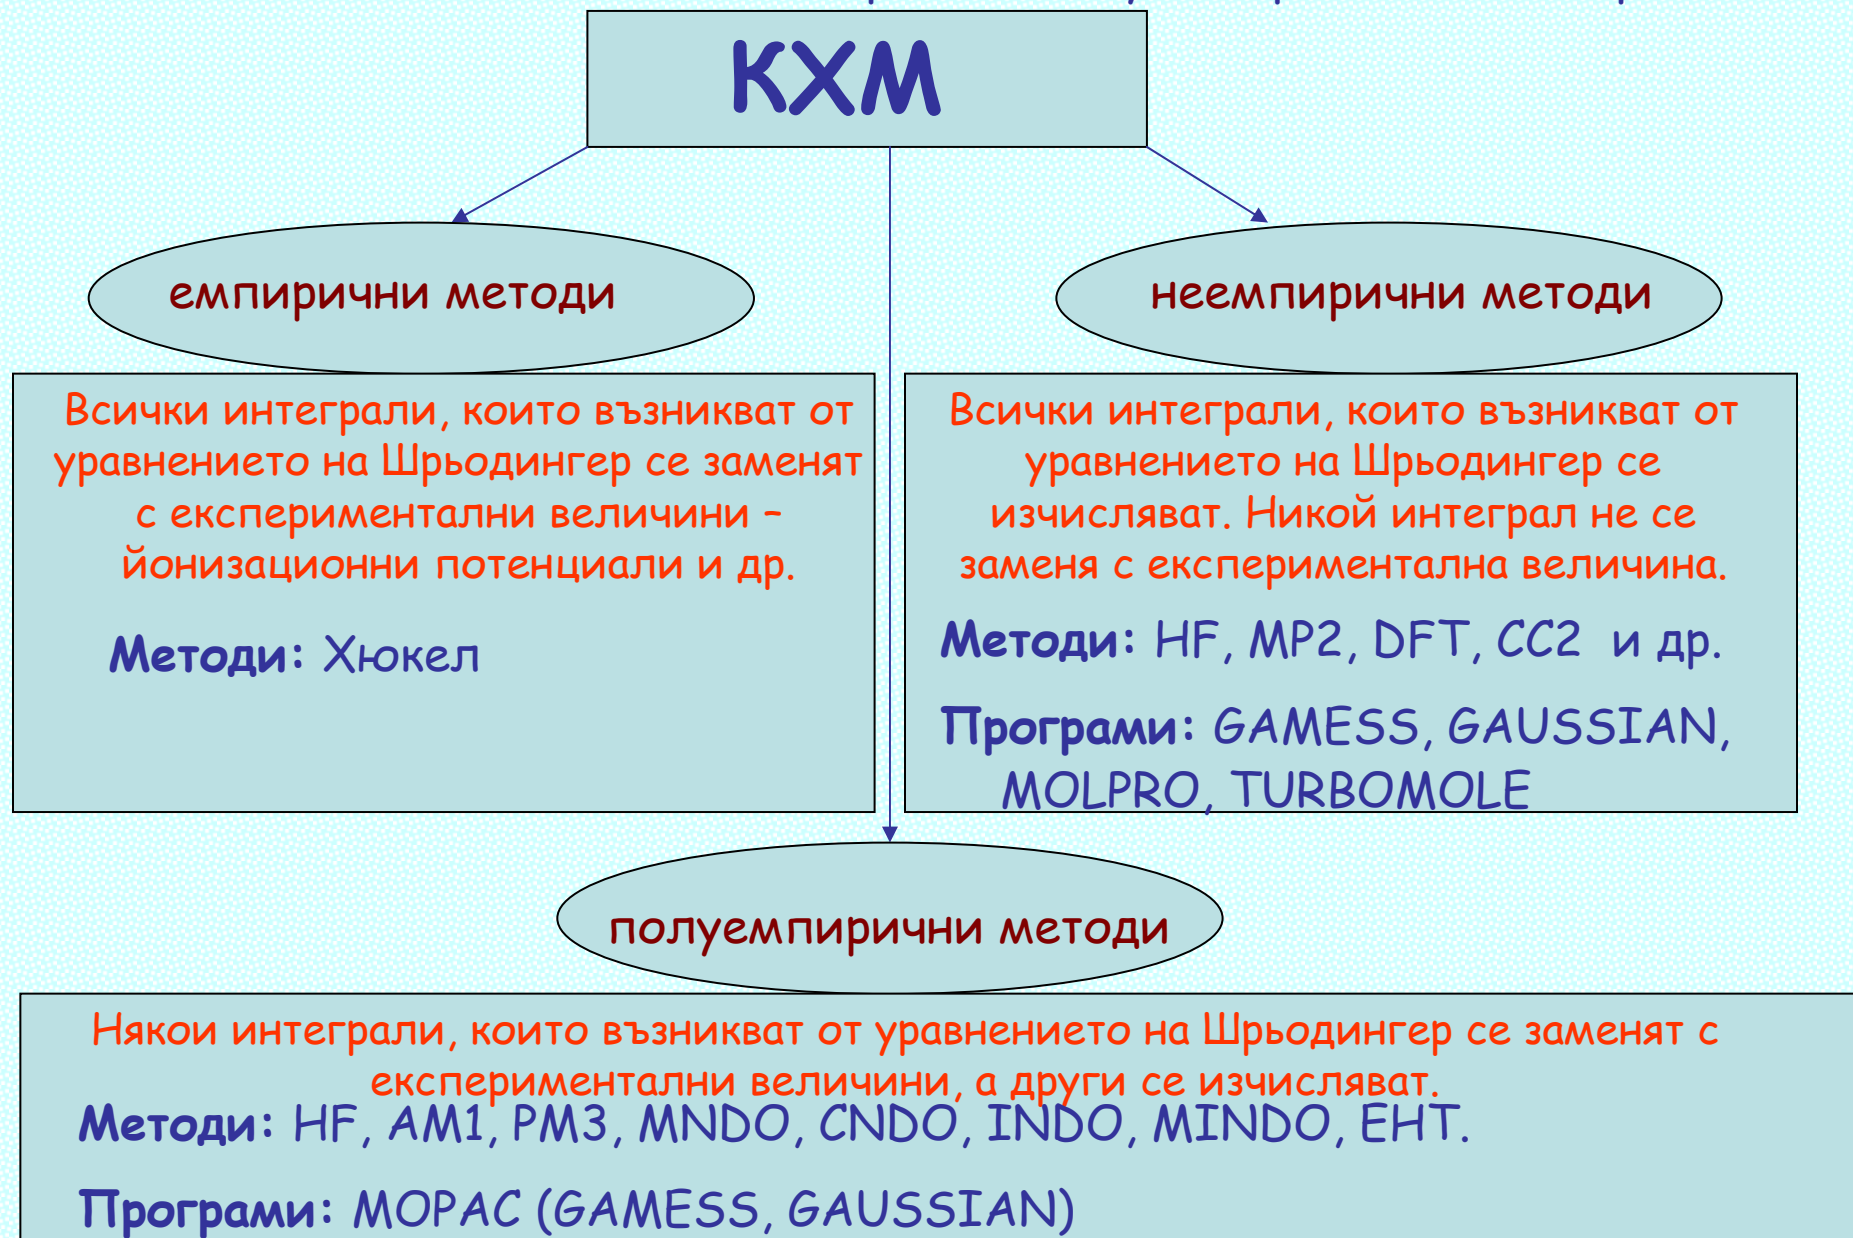 КХМ
емпирични методи
неемпирични методи
Всички интеграли, които възникват от
уравнението на Шрьодингер се заменят
с експериментални величини –
йонизационни потенциали и др.
Методи: Хюкел
Всички интеграли, които възникват от
уравнението на Шрьодингер се
изчисляват. Никой интеграл не се
заменя с експериментална величина.
Методи: HF, MP2, DFT, CC2 и др.
Програми: GAMESS, GAUSSIAN,
MOLPRO, TURBOMOLE
полуемпирични методи
Някои интеграли, които възникват от уравнението на Шрьодингер се заменят с
експериментални величини, а други се изчисляват.
Методи: HF, AM1, PM3, MNDO, CNDO, INDO, MINDO, EHT.
Програми: MOPAC (GAMESS, GAUSSIAN)